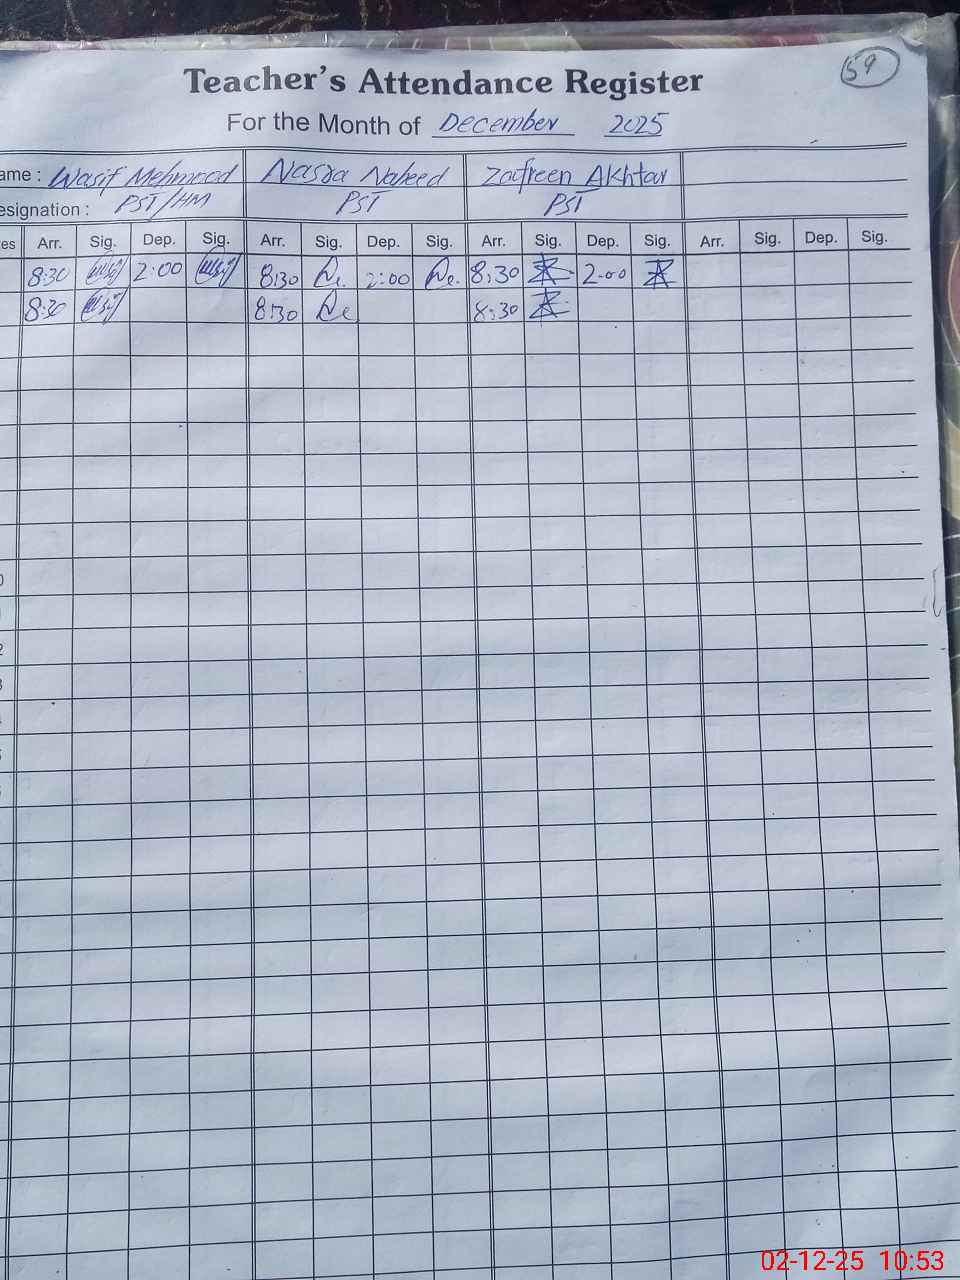 59
Teacher's Attendance Register
For the Month of December 2025
ame : Wasif Mehmood Nasra Naheed Zafreen Akhtar
esignation : PST/HM PST PST
es Arr. Sig. Dep. Sig. Arr. Sig. Dep. Sig. Arr. Sig. Dep. Sig. Arr. Sig. Dep. Sig.
8:30 2:00 8:30 2:00 8:30 2-00
8:30 8:30 8:30
0
2
3
02-12-25 10:53